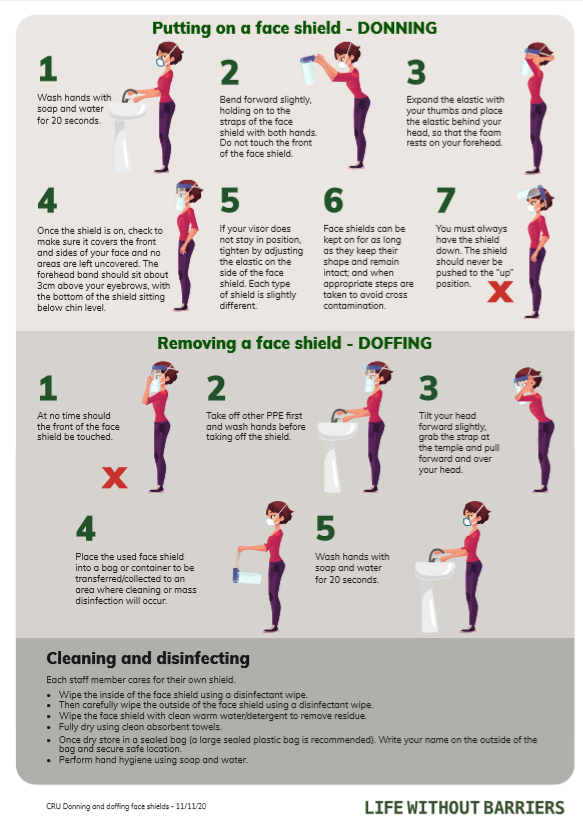 Putting on a face shield - DONNING
1
Wash hands with
soap and water
for 20 seconds.
2
Bend forward slightly,
holding on to the
straps of the face
shield with both hands.
Do not touch the front
of the face shield.
3
Expand the elastic with
your thumbs and place
the elastic behind your
head, so that the foam
rests on your forehead.
4
Once the shield is on, check to
make sure it covers the front
and sides of your face and no
areas are left uncovered. The
forehead band should sit about
3cm above your eyebrows, with
the bottom of the shield sitting
below chin level.
5
If your visor does
not stay in position,
tighten by adjusting
the elastic on the
side of the face
shield. Each type
of shield is slightly
different.
6
Face shields can be
kept on for as long
as they keep their
shape and remain
intact; and when
appropriate steps are
taken to avoid cross
contamination.
7
You must always
have the shield
down. The shield
should never be
pushed to the "up"
position.
X
Removing a face shield - DOFFING
1
At no time should
the front of the face
shield be touched.
X
2
Take off other PPE first
and wash hands before
taking off the shield.
3
Tilt your head
forward slightly,
grab the strap at
the temple and pull
forward and over
your head.
4
Place the used face shield
into a bag or container to be
transferred/collected to an
area where cleaning or mass
disinfection will occur.
5
Wash hands with
soap and water
for 20 seconds.
Cleaning and disinfecting
Each staff member cares for their own shield.
• Wipe the inside of the face shield using a disinfectant wipe.
• Then carefully wipe the outside of the face shield using a disinfectant wipe.
• Wipe the face shield with clean warm water/detergent to remove residue.
• Fully dry using clean absorbent towels.
• Once dry store in a sealed bag (a large sealed plastic bag is recommended). Write your name on the outside of the
bag and secure safe location.
• Perform hand hygiene using soap and water.
CRU Donning and doffing face shields - 11/11/20
LIFE WITHOUT BARRIERS